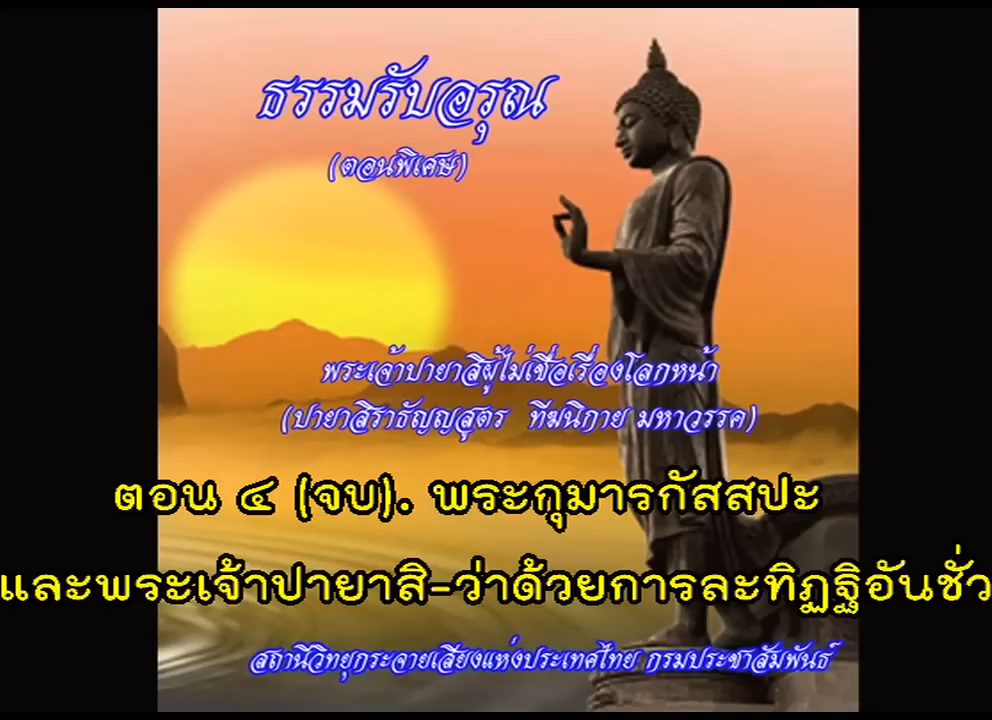 ธรรมรับอรุณ
(ตอนพิเศษ)
พระเจ้าปายาสิผู้ไม่เชื่อเรื่องโลกหน้า
(ปายาสิราธัญญสูตร ทีฆนิกาย มหาวรรค)
ตอน ๔ (จบ). พระกุมารกัสสปะ
และพระเจ้าปายาสิ-ว่าด้วยการละทิฏฐิอันชั่ว
สถานีวิทยุกระจายเสียงแห่งประเทศไทย กรมประชาสัมพันธ์